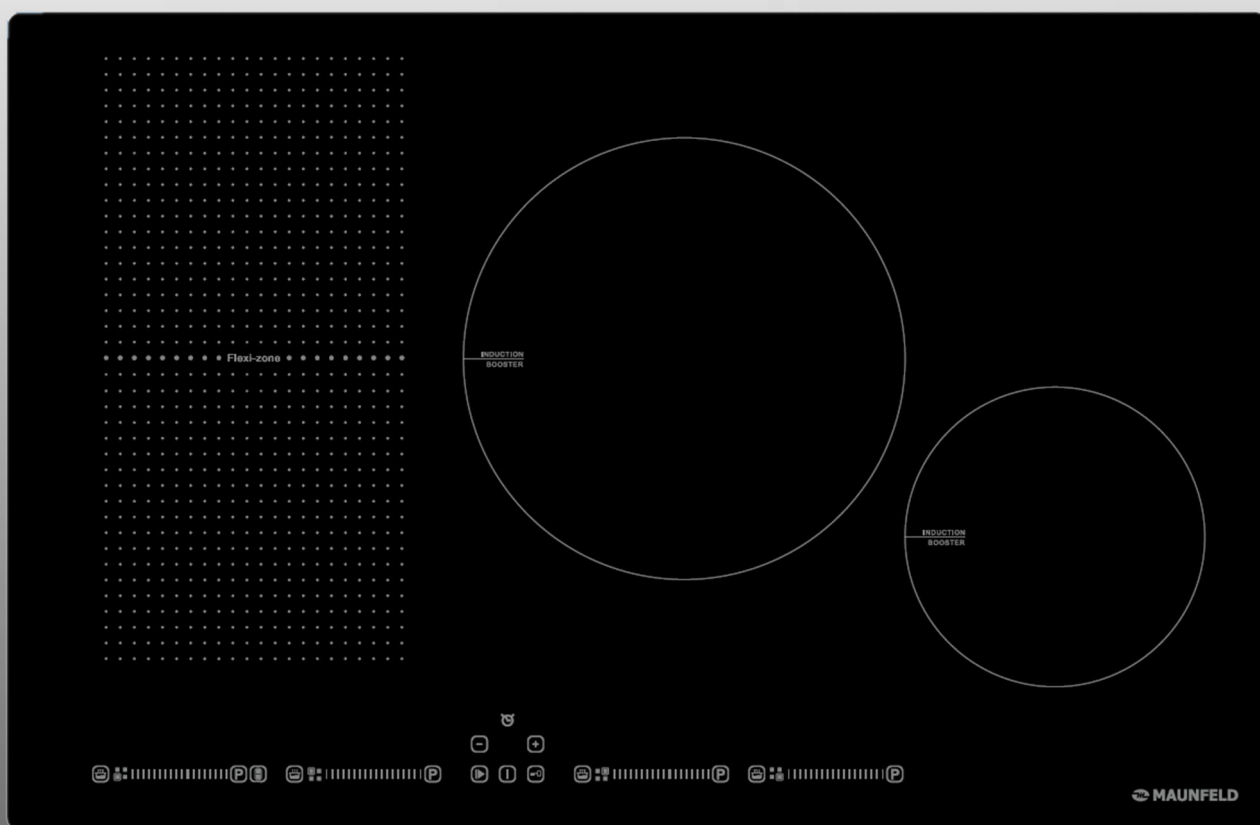 Flexi-zone
INDUCTION
BOOSTER
INDUCTION
BOOSTER
P
P
P
P
MAUNFELD